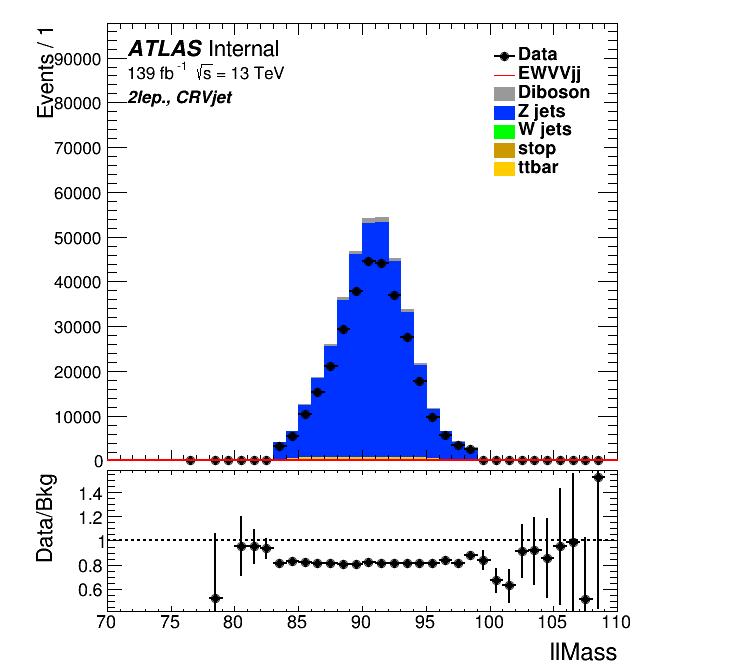 ATLAS Internal
139 fb⁻¹ √s = 13 TeV
2lep., CRVjet
Data
EWVVjj
Diboson
Z jets
W jets
stop
ttbar
Events / 1
90000
80000
70000
60000
50000
40000
30000
20000
10000
0
Data/Bkg
1.4
1.2
1
0.8
0.6
70 75 80 85 90 95 100 105 110
llMass